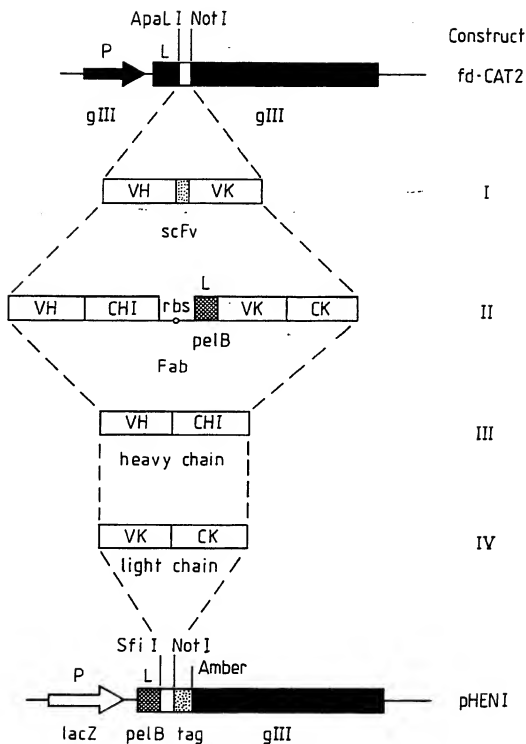 ApaL I Not I
Construct
P L
fd-CAT2
gIII gIII
VH VK I
scFv
L
VH CHI rbs VK CK II
pelB
Fab
VH CHI III
heavy chain
VK CK IV
light chain
Sfi I Not I
P L Amber
pHEN I
lacZ pelB tag gIII